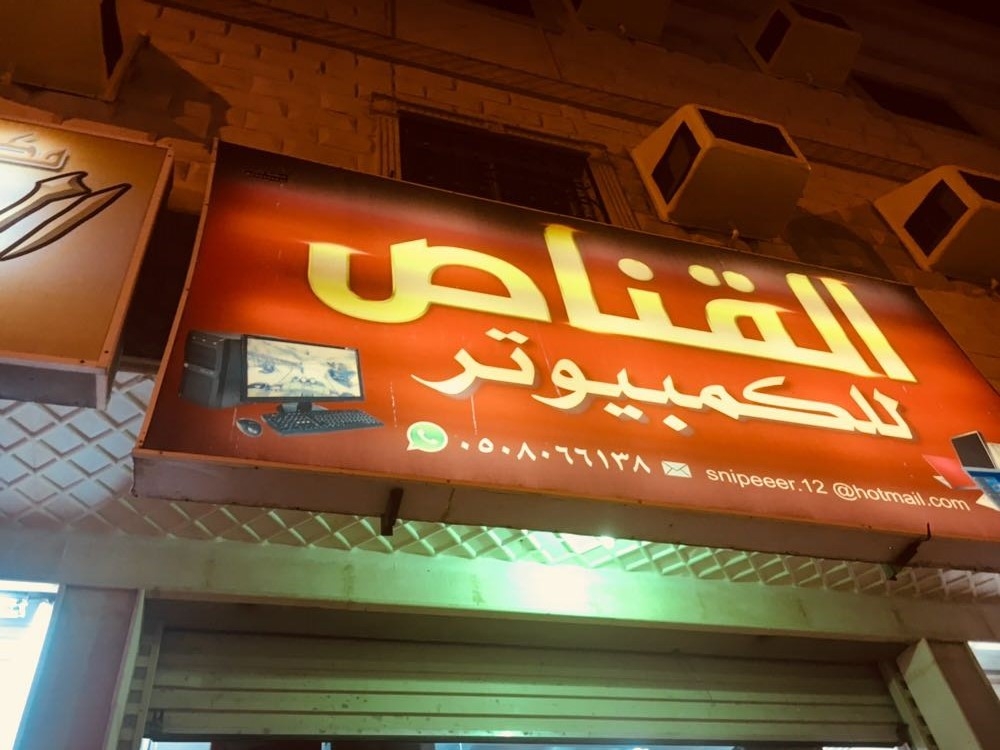 القناص
للكمبيوتر
٠٥٠٨٠٦٦١٣٨ snipeeer.12 @hotmail.com